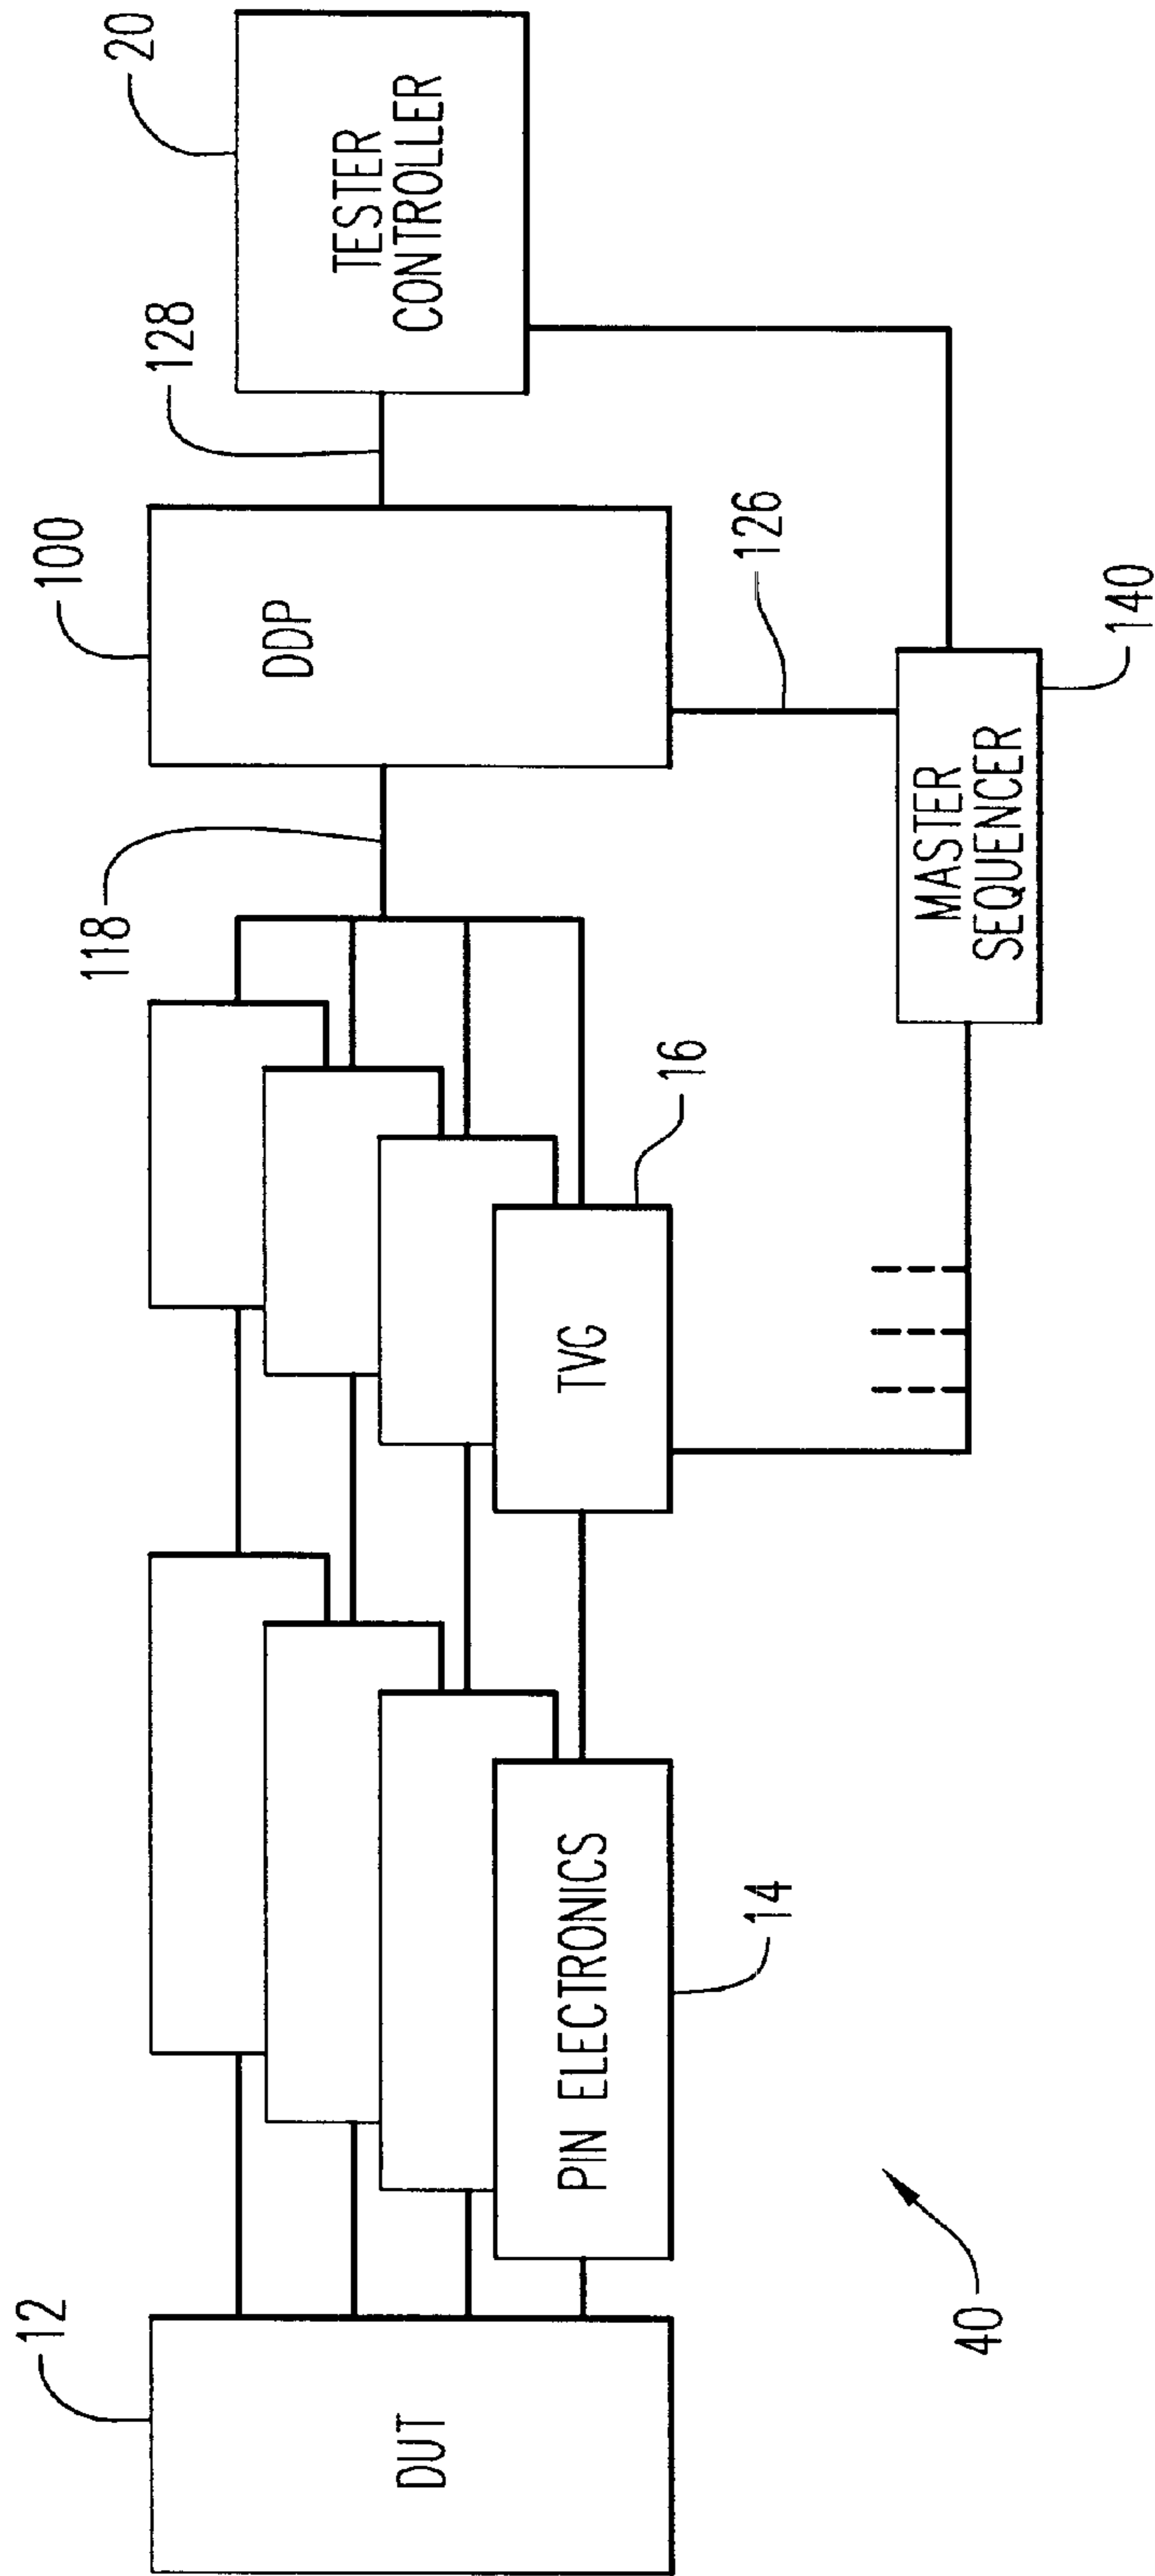 12
DUT
PIN ELECTRONICS
14
TVG
16
118
100
DDP
128
20
TESTER
CONTROLLER
126
MASTER
SEQUENCER
140
40